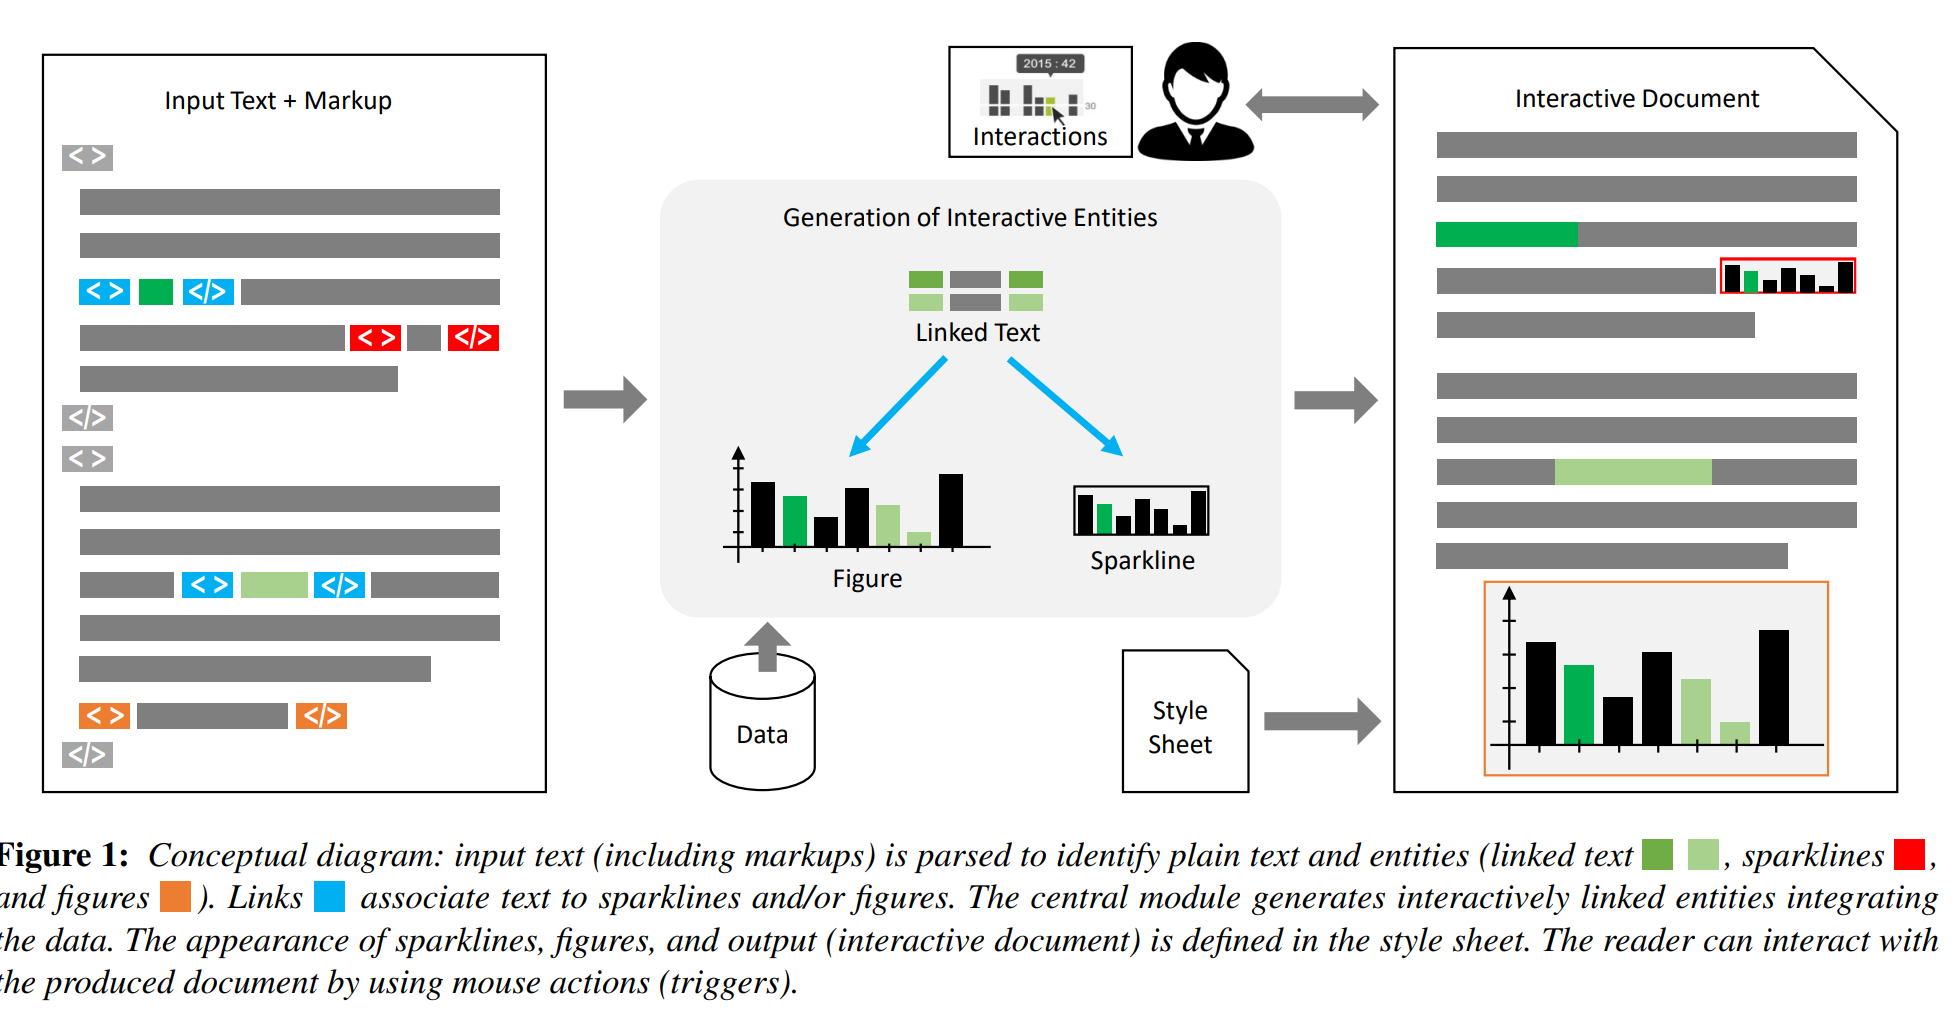 Input Text + Markup
< >
< > </>
< > </>
</>
< >
< > </>
< > </>
</>
2015 : 42
30
Interactions
Generation of Interactive Entities
Linked Text
Figure
Sparkline
Data
Style
Sheet
Interactive Document
Figure 1: Conceptual diagram: input text (including markups) is parsed to identify plain text and entities (linked text , sparklines ,
and figures ). Links associate text to sparklines and/or figures. The central module generates interactively linked entities integrating
the data. The appearance of sparklines, figures, and output (interactive document) is defined in the style sheet. The reader can interact with
the produced document by using mouse actions (triggers).